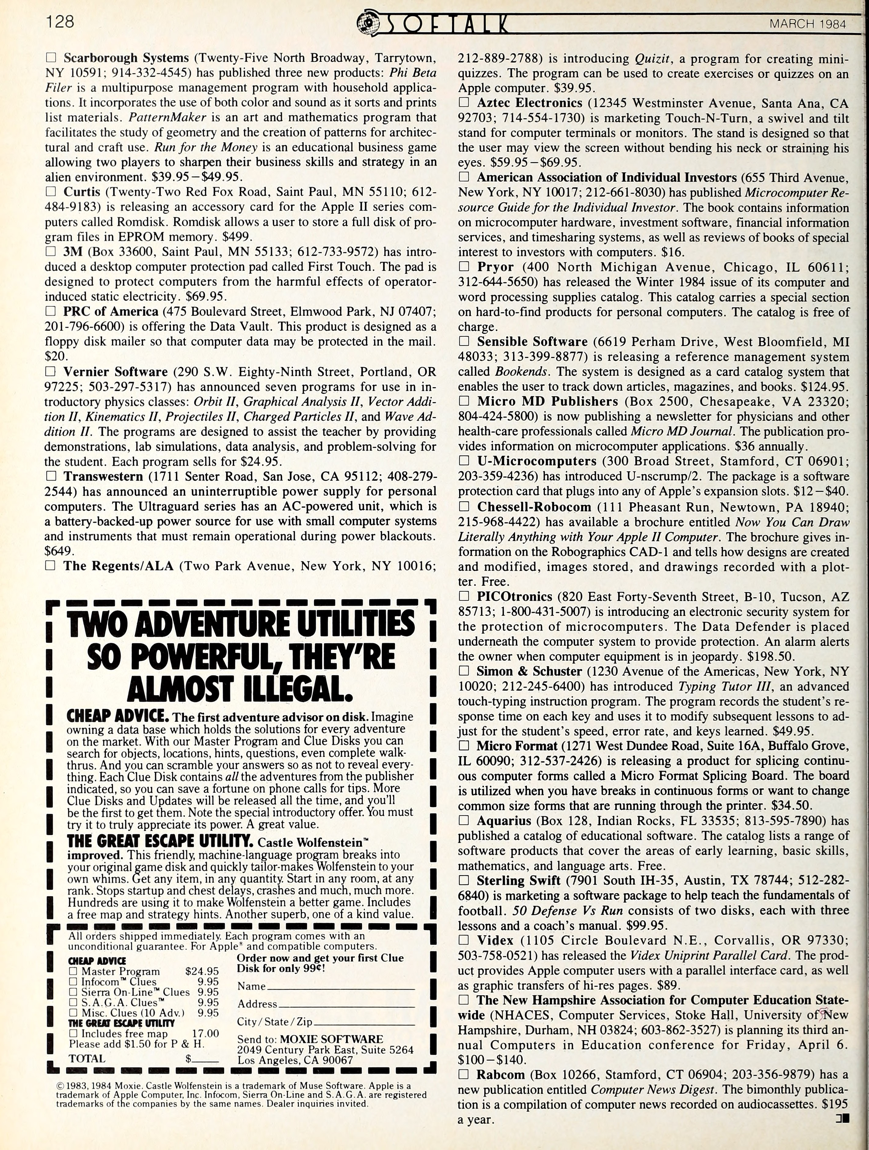 128
SOFTALK
MARCH 1984
☐ Scarborough Systems (Twenty-Five North Broadway, Tarrytown,
NY 10591; 914-332-4545) has published three new products: Phi Beta
Filer is a multipurpose management program with household applica-
tions. It incorporates the use of both color and sound as it sorts and prints
list materials. PatternMaker is an art and mathematics program that
facilitates the study of geometry and the creation of patterns for architec-
tural and craft use. Run for the Money is an educational business game
allowing two players to sharpen their business skills and strategy in an
alien environment. $39.95–$49.95.
☐ Curtis (Twenty-Two Red Fox Road, Saint Paul, MN 55110; 612-
484-9183) is releasing an accessory card for the Apple II series com-
puters called Romdisk. Romdisk allows a user to store a full disk of pro-
gram files in EPROM memory. $499.
☐ 3M (Box 33600, Saint Paul, MN 55133; 612-733-9572) has intro-
duced a desktop computer protection pad called First Touch. The pad is
designed to protect computers from the harmful effects of operator-
induced static electricity. $69.95.
☐ PRC of America (475 Boulevard Street, Elmwood Park, NJ 07407;
201-796-6600) is offering the Data Vault. This product is designed as a
floppy disk mailer so that computer data may be protected in the mail.
$20.
☐ Vernier Software (290 S.W. Eighty-Ninth Street, Portland, OR
97225; 503-297-5317) has announced seven programs for use in in-
troductory physics classes: Orbit II, Graphical Analysis II, Vector Addi-
tion II, Kinematics II, Projectiles II, Charged Particles II, and Wave Ad-
dition II. The programs are designed to assist the teacher by providing
demonstrations, lab simulations, data analysis, and problem-solving for
the student. Each program sells for $24.95.
☐ Transwestern (1711 Senter Road, San Jose, CA 95112; 408-279-
2544) has announced an uninterruptible power supply for personal
computers. The Ultraguard series has an AC-powered unit, which is
a battery-backed-up power source for use with small computer systems
and instruments that must remain operational during power blackouts.
$649.
☐ The Regents/ALA (Two Park Avenue, New York, NY 10016;
TWO ADVENTURE UTILITIES
SO POWERFUL, THEY'RE
ALMOST ILLEGAL.
CHEAP ADVICE. The first adventure advisor on disk. Imagine
owning a data base which holds the solutions for every adventure
on the market. With our Master Program and Clue Disks you can
search for objects, locations, hints, questions, even complete walk-
thrus. And you can scramble your answers so as not to reveal every-
thing. Each Clue Disk contains all the adventures from the publisher
indicated, so you can save a fortune on phone calls for tips. More
Clue Disks and Updates will be released all the time, and you'll
be the first to get them. Note the special introductory offer. You must
try it to truly appreciate its power. A great value.
THE GREAT ESCAPE UTILITY. Castle Wolfenstein™
improved. This friendly, machine-language program breaks into
your original game disk and quickly tailor-makes Wolfenstein to your
own whims. Get any item, in any quantity. Start in any room, at any
rank. Stops startup and chest delays, crashes and much, much more.
Hundreds are using it to make Wolfenstein a better game. Includes
a free map and strategy hints. Another superb, one of a kind value.
All orders shipped immediately. Each program comes with an
unconditional guarantee. For Apple® and compatible computers.
CHEAP ADVICE
☐ Master Program $24.95
☐ Infocom™ Clues 9.95
☐ Sierra On-Line™ Clues 9.95
☐ S.A.G.A. Clues™ 9.95
☐ Misc. Clues (10 Adv.) 9.95
THE GREAT ESCAPE UTILITY
☐ Includes free map 17.00
Please add $1.50 for P & H.
TOTAL $____
Order now and get your first Clue
Disk for only 99¢!
Name
Address
City/State/Zip
Send to: MOXIE SOFTWARE
2049 Century Park East, Suite 5264
Los Angeles, CA 90067
©1983, 1984 Moxie. Castle Wolfenstein is a trademark of Muse Software. Apple is a
trademark of Apple Computer, Inc. Infocom, Sierra On-Line and S.A.G.A. are registered
trademarks of the companies by the same names. Dealer inquiries invited.
212-889-2788) is introducing Quizit, a program for creating mini-
quizzes. The program can be used to create exercises or quizzes on an
Apple computer. $39.95.
☐ Aztec Electronics (12345 Westminster Avenue, Santa Ana, CA
92703; 714-554-1730) is marketing Touch-N-Turn, a swivel and tilt
stand for computer terminals or monitors. The stand is designed so that
the user may view the screen without bending his neck or straining his
eyes. $59.95–$69.95.
☐ American Association of Individual Investors (655 Third Avenue,
New York, NY 10017; 212-661-8030) has published Microcomputer Re-
source Guide for the Individual Investor. The book contains information
on microcomputer hardware, investment software, financial information
services, and timesharing systems, as well as reviews of books of special
interest to investors with computers. $16.
☐ Pryor (400 North Michigan Avenue, Chicago, IL 60611;
312-644-5650) has released the Winter 1984 issue of its computer and
word processing supplies catalog. This catalog carries a special section
on hard-to-find products for personal computers. The catalog is free of
charge.
☐ Sensible Software (6619 Perham Drive, West Bloomfield, MI
48033; 313-399-8877) is releasing a reference management system
called Bookends. The system is designed as a card catalog system that
enables the user to track down articles, magazines, and books. $124.95.
☐ Micro MD Publishers (Box 2500, Chesapeake, VA 23320;
804-424-5800) is now publishing a newsletter for physicians and other
health-care professionals called Micro MD Journal. The publication pro-
vides information on microcomputer applications. $36 annually.
☐ U-Microcomputers (300 Broad Street, Stamford, CT 06901;
203-359-4236) has introduced U-nscrump/2. The package is a software
protection card that plugs into any of Apple's expansion slots. $12–$40.
☐ Chessell-Robocom (111 Pheasant Run, Newtown, PA 18940;
215-968-4422) has available a brochure entitled Now You Can Draw
Literally Anything with Your Apple II Computer. The brochure gives in-
formation on the Robographics CAD-1 and tells how designs are created
and modified, images stored, and drawings recorded with a plot-
ter. Free.
☐ PICOtronics (820 East Forty-Seventh Street, B-10, Tucson, AZ
85713; 1-800-431-5007) is introducing an electronic security system for
the protection of microcomputers. The Data Defender is placed
underneath the computer system to provide protection. An alarm alerts
the owner when computer equipment is in jeopardy. $198.50.
☐ Simon & Schuster (1230 Avenue of the Americas, New York, NY
10020; 212-245-6400) has introduced Typing Tutor III, an advanced
touch-typing instruction program. The program records the student's re-
sponse time on each key and uses it to modify subsequent lessons to ad-
just for the student's speed, error rate, and keys learned. $49.95.
☐ Micro Format (1271 West Dundee Road, Suite 16A, Buffalo Grove,
IL 60090; 312-537-2426) is releasing a product for splicing continu-
ous computer forms called a Micro Format Splicing Board. The board
is utilized when you have breaks in continuous forms or want to change
common size forms that are running through the printer. $34.50.
☐ Aquarius (Box 128, Indian Rocks, FL 33535; 813-595-7890) has
published a catalog of educational software. The catalog lists a range of
software products that cover the areas of early learning, basic skills,
mathematics, and language arts. Free.
☐ Sterling Swift (7901 South IH-35, Austin, TX 78744; 512-282-
6840) is marketing a software package to help teach the fundamentals of
football. 50 Defense Vs Run consists of two disks, each with three
lessons and a coach's manual. $99.95.
☐ Videx (1105 Circle Boulevard N.E., Corvallis, OR 97330;
503-758-0521) has released the Videx Uniprint Parallel Card. The prod-
uct provides Apple computer users with a parallel interface card, as well
as graphic transfers of hi-res pages. $89.
☐ The New Hampshire Association for Computer Education State-
wide (NHACES, Computer Services, Stoke Hall, University of New
Hampshire, Durham, NH 03824; 603-862-3527) is planning its third an-
nual Computers in Education conference for Friday, April 6.
$100–$140.
☐ Rabcom (Box 10266, Stamford, CT 06904; 203-356-9879) has a
new publication entitled Computer News Digest. The bimonthly publica-
tion is a compilation of computer news recorded on audiocassettes. $195
a year.